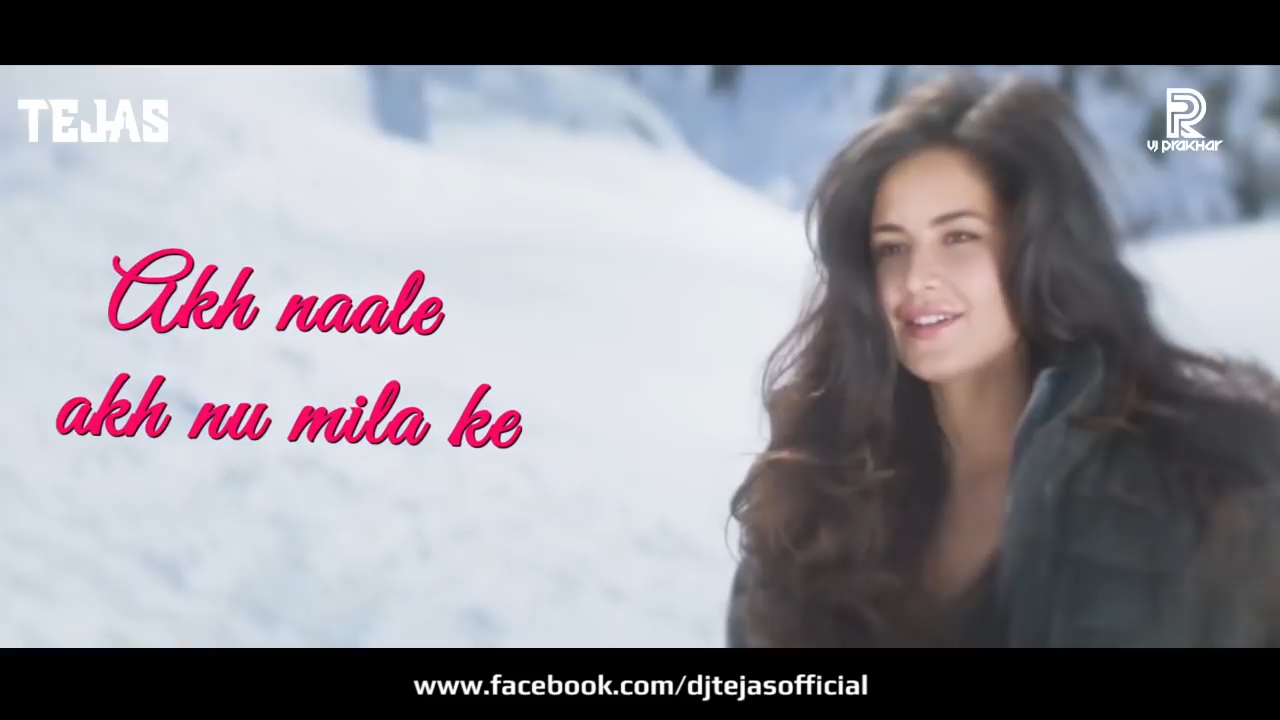 TEJAS
VJ PRAKHAR
Akh naale
akh nu mila ke
www.facebook.com/djtejasofficial